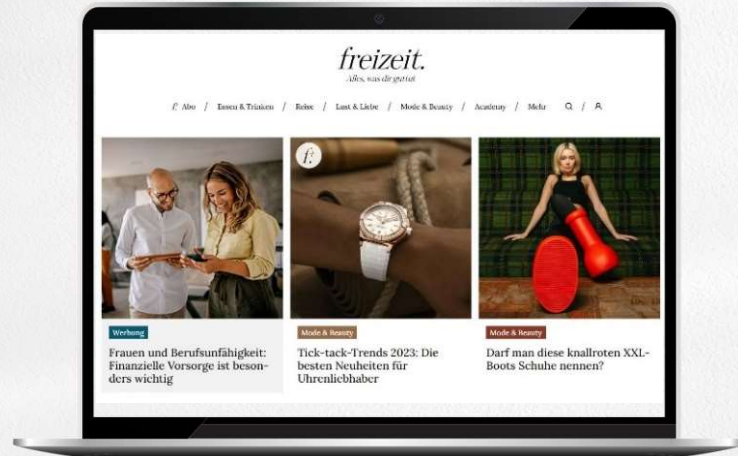 freizeit.
Alles, was dir guttut
f. Abo / Essen & Trinken / Reise / Lust & Liebe / Mode & Beauty / Academy / Mehr
f.
Werbung
Frauen und Berufsunfähigkeit:
Finanzielle Vorsorge ist beson-
ders wichtig
Mode & Beauty
Tick-tack-Trends 2023: Die
besten Neuheiten für
Uhrenliebhaber
Mode & Beauty
Darf man diese knallroten XXL-
Boots Schuhe nennen?